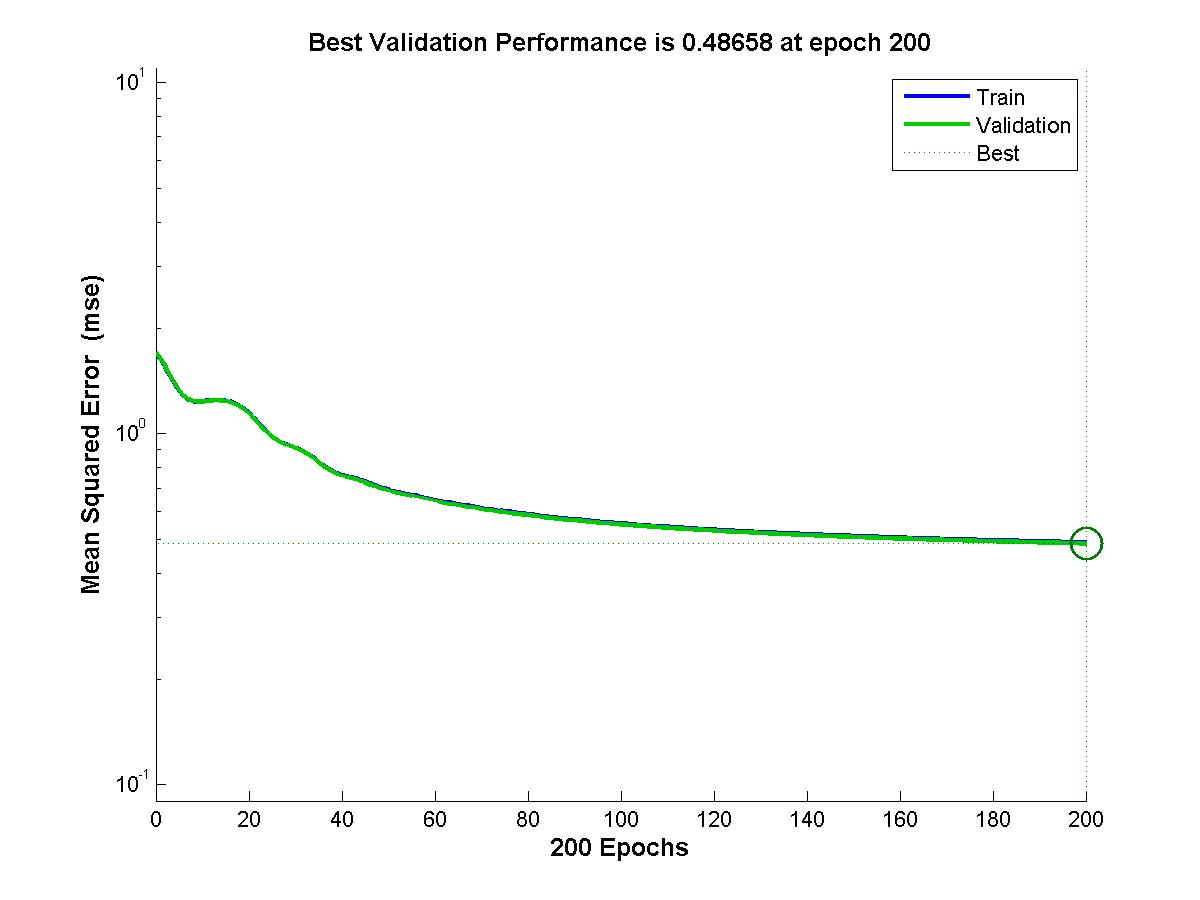 Best Validation Performance is 0.48658 at epoch 200
10^1
Train
Validation
Best
Mean Squared Error (mse)
10^0
10^-1
0 20 40 60 80 100 120 140 160 180 200
200 Epochs